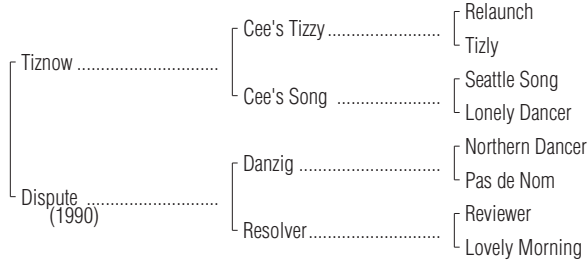 Relaunch
Cee's Tizzy ........................
Tizly
Tiznow ..............................
Seattle Song
Cee's Song ......................
Lonely Dancer
Northern Dancer
Danzig ..............................
Pas de Nom
Dispute ............................
(1990)
Reviewer
Resolver............................
Lovely Morning